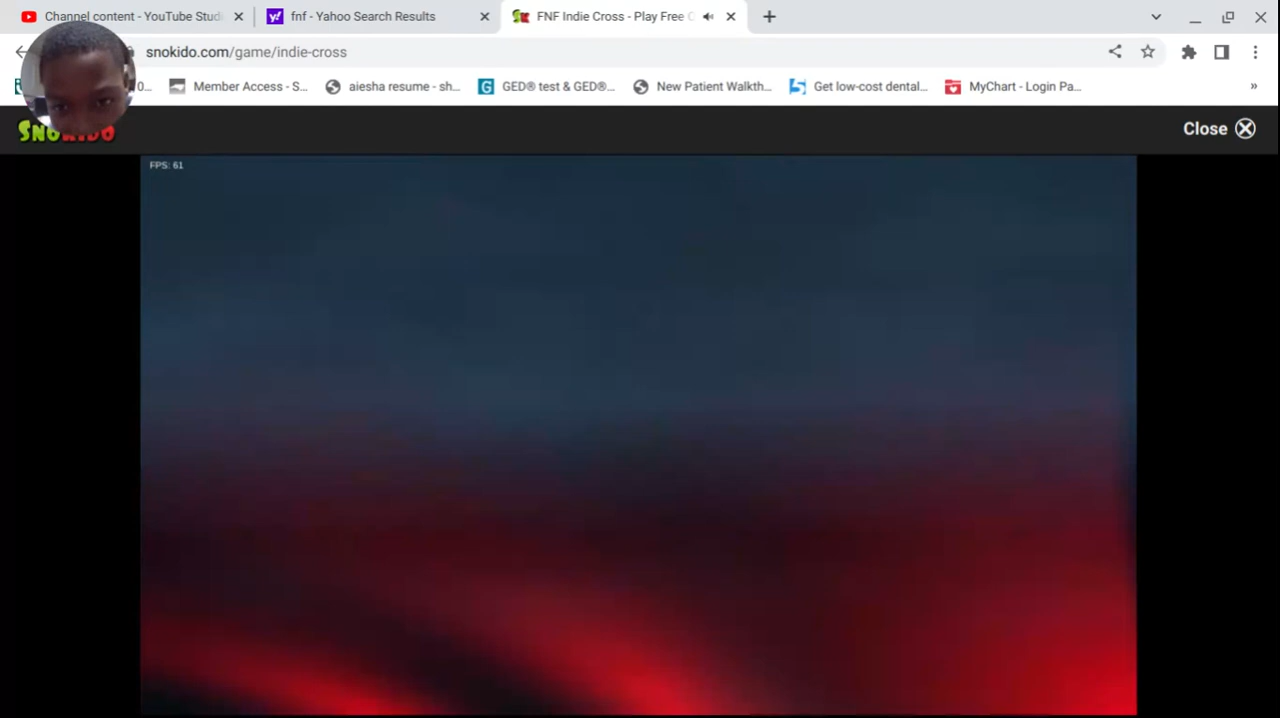 Channel content - YouTube Stud
fnf - Yahoo Search Results
FNF Indie Cross - Play Free O
snokido.com/game/indie-cross
0...
Member Access - S...
aiesha resume - sh...
GED® test & GED®...
New Patient Walkth...
Get low-cost dental...
MyChart - Login Pa...
»
SNOKIDO
Close
FPS: 61